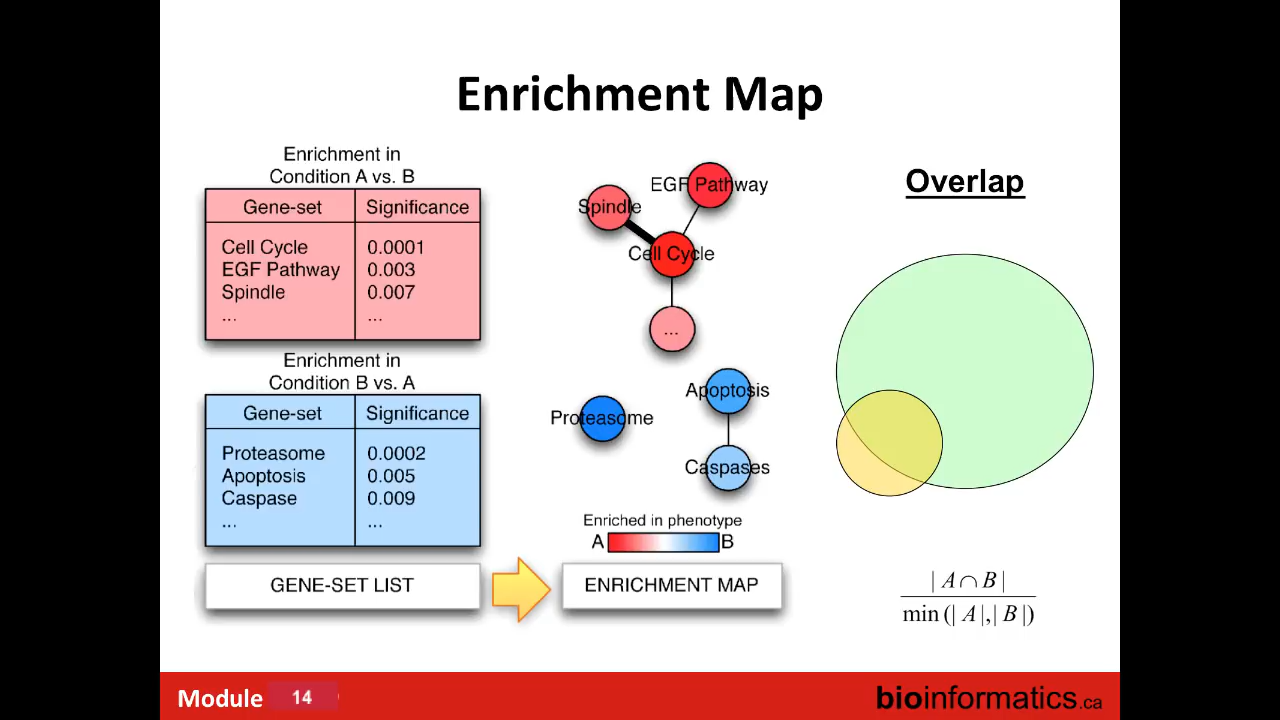 Enrichment Map
Enrichment in
Condition A vs. B
Gene-set Significance
Cell Cycle 0.0001
EGF Pathway 0.003
Spindle 0.007
... ...
Enrichment in
Condition B vs. A
Gene-set Significance
Proteasome 0.0002
Apoptosis 0.005
Caspase 0.009
... ...
GENE-SET LIST
EGF Pathway
Spindle
Cell Cycle
...
Apoptosis
Proteasome
Caspases
Enriched in phenotype
A B
ENRICHMENT MAP
Overlap
| A ∩ B |
min (| A |,| B |)
Module 14
bioinformatics.ca